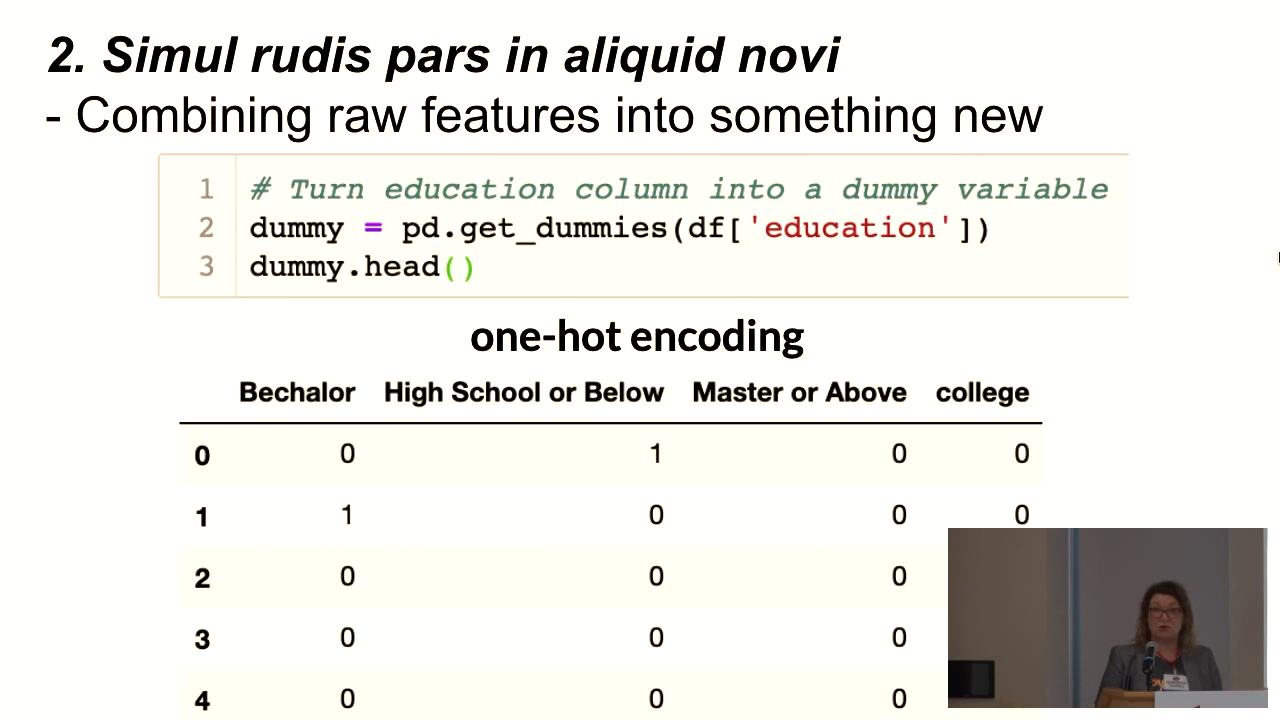 2. Simul rudis pars in aliquid novi
- Combining raw features into something new
1 # Turn education column into a dummy variable
2 dummy = pd.get_dummies(df['education'])
3 dummy.head()
one-hot encoding
Bechalor High School or Below Master or Above college
0 0 1 0 0
1 1 0 0 0
2 0 0 0
3 0 0 0
4 0 0 0